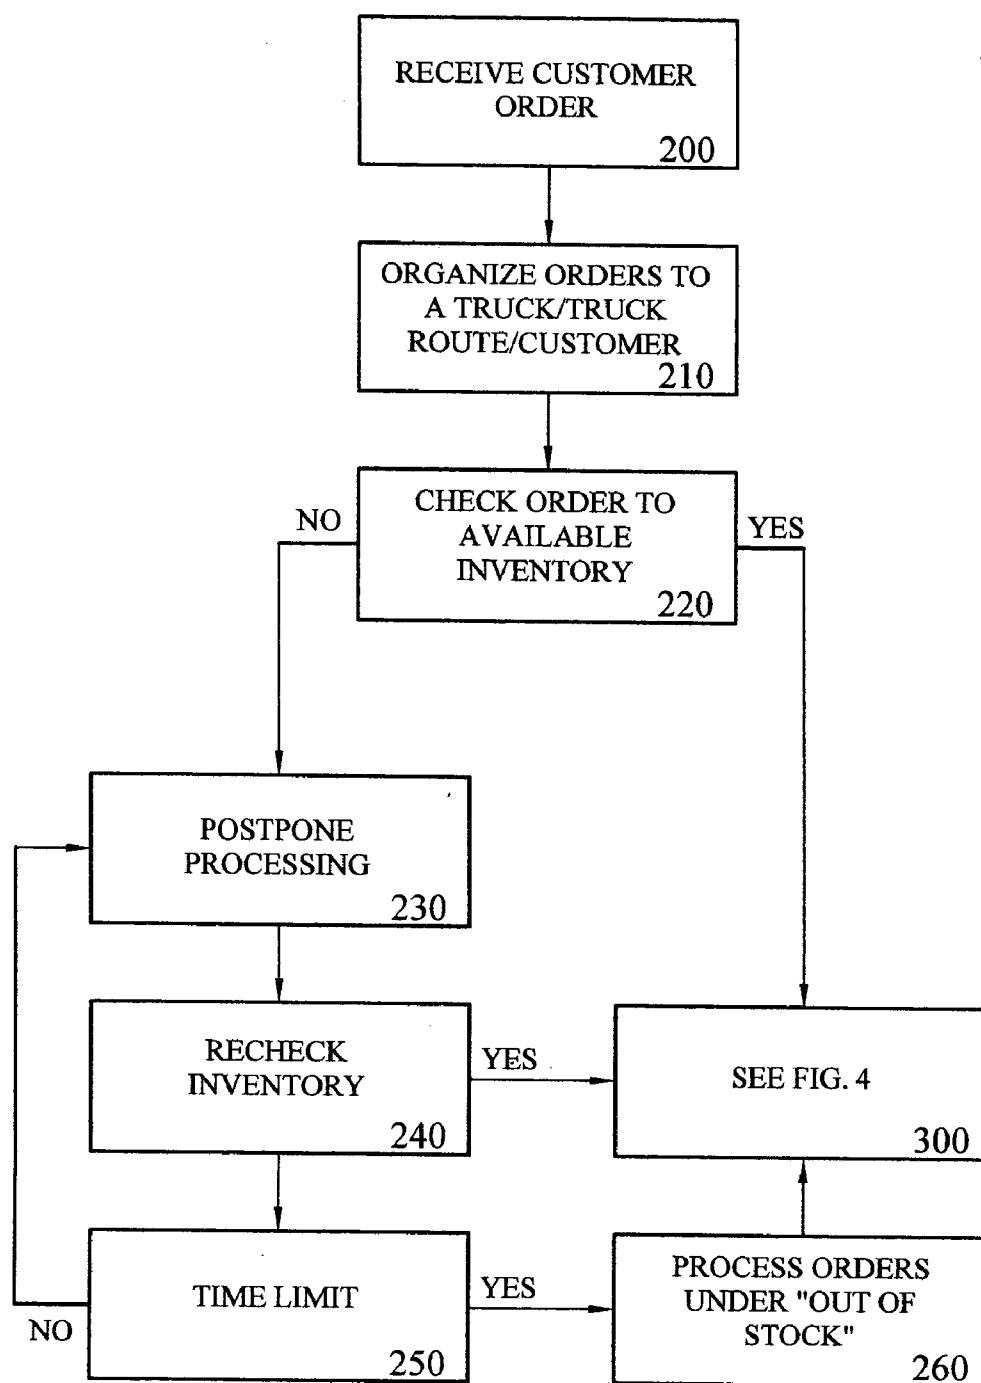 RECEIVE CUSTOMER
ORDER
200
ORGANIZE ORDERS TO
A TRUCK/TRUCK
ROUTE/CUSTOMER
210
NO
CHECK ORDER TO
AVAILABLE
INVENTORY
220
YES
POSTPONE
PROCESSING
230
RECHECK
INVENTORY
240
YES
SEE FIG. 4
300
TIME LIMIT
250
NO
YES
PROCESS ORDERS
UNDER "OUT OF
STOCK"
260